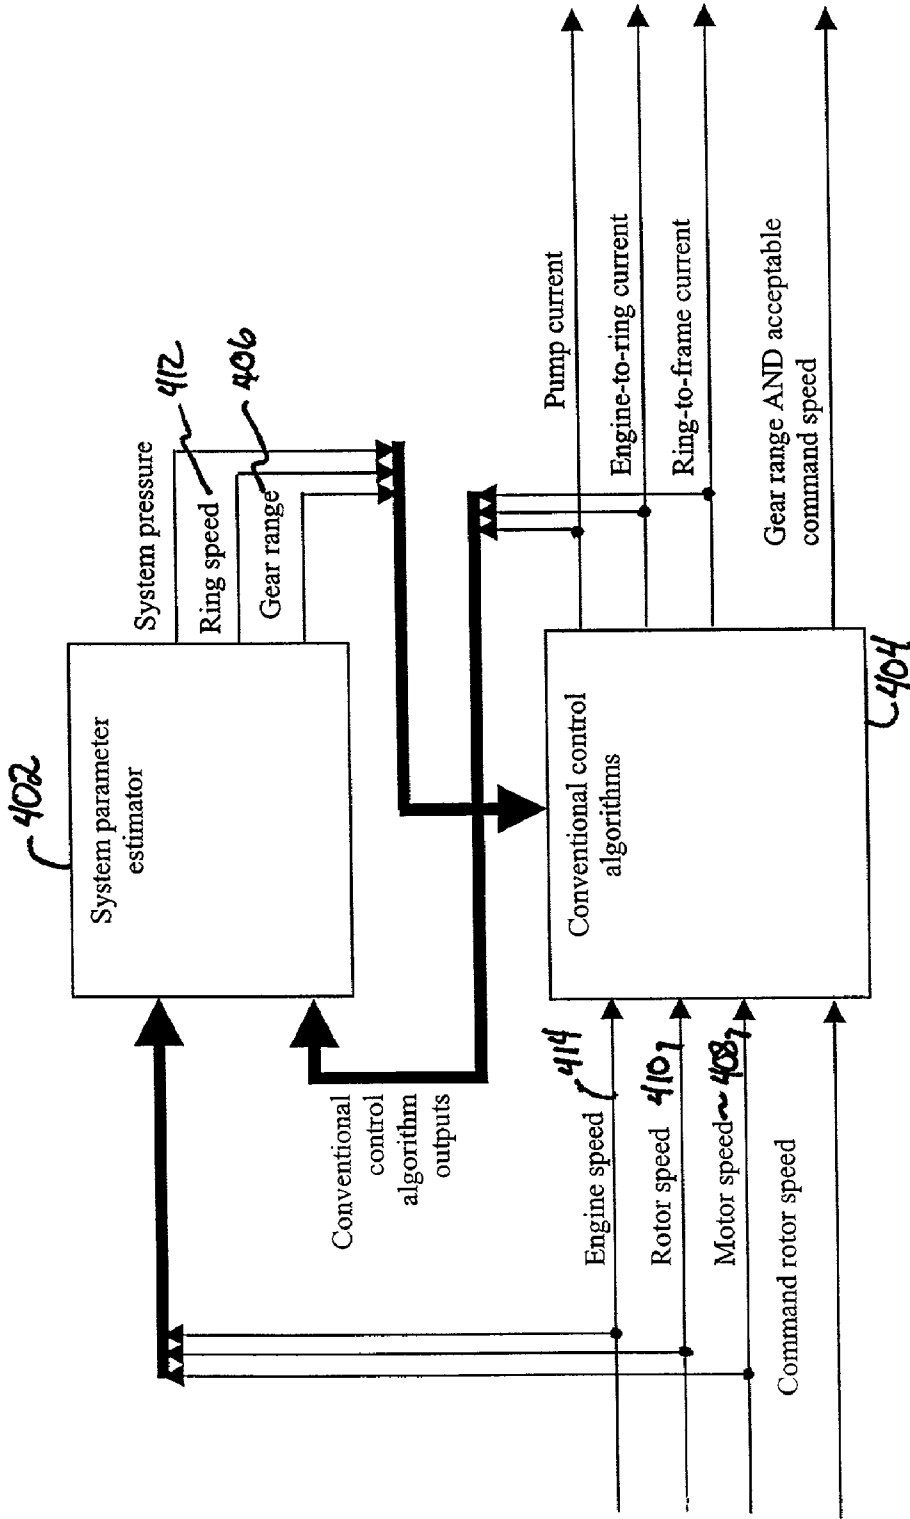 402
System parameter
estimator
System pressure
412
Ring speed
406
Gear range
Conventional
control
algorithm
outputs
Engine speed
414
Rotor speed
410
Motor speed
408
Command rotor speed
Conventional control
algorithms
404
Pump current
Engine-to-ring current
Ring-to-frame current
Gear range AND acceptable
command speed